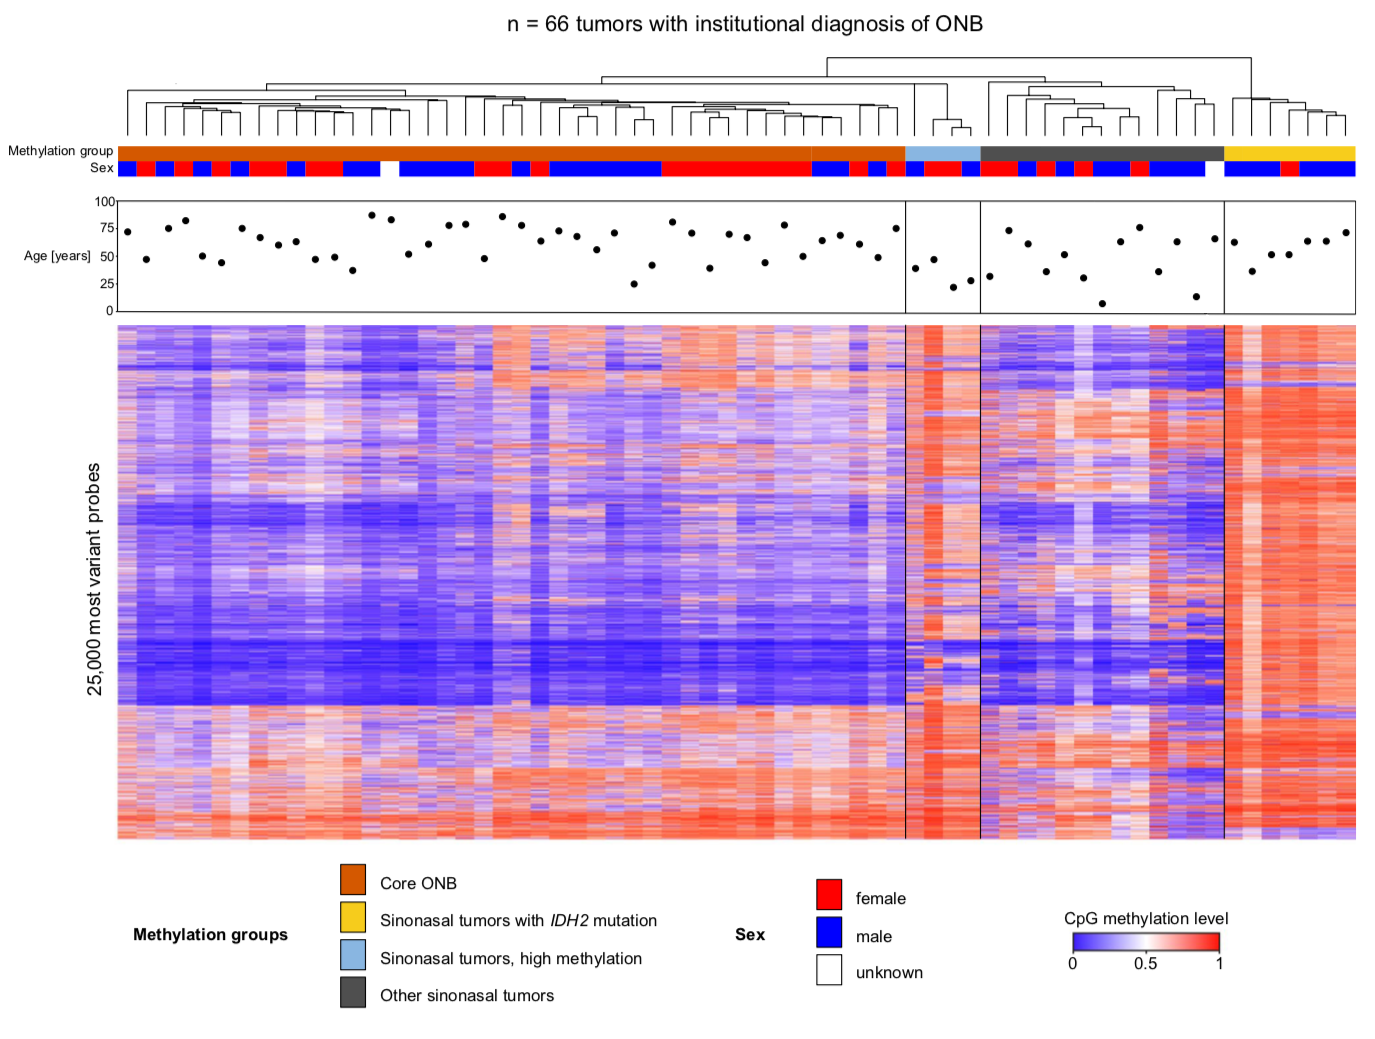 n = 66 tumors with institutional diagnosis of ONB
Methylation group
Sex
100
75
Age [years] 50
25
0
25,000 most variant probes
Methylation groups
Core ONB
Sinonasal tumors with IDH2 mutation
Sinonasal tumors, high methylation
Other sinonasal tumors
Sex
female
male
unknown
CpG methylation level
0 0.5 1